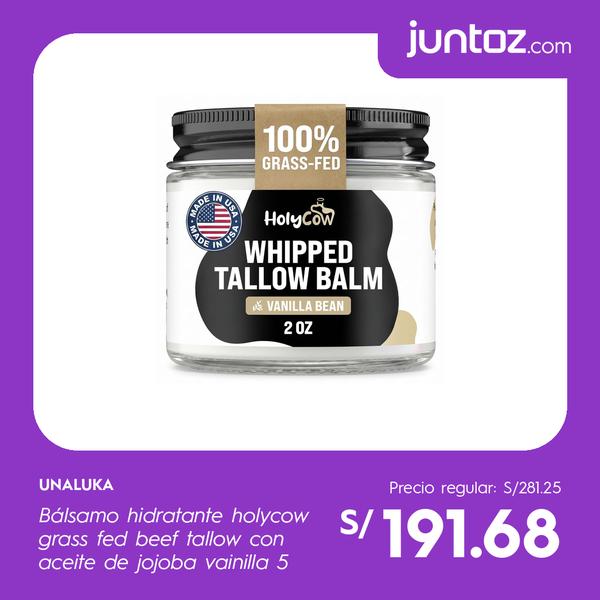 juntoz.com
100%
GRASS-FED
MADE IN USA
MADE IN USA
HolyCow
WHIPPED
TALLOW BALM
VANILLA BEAN
2 OZ
UNALUKA
Bálsamo hidratante holycow
grass fed beef tallow con
aceite de jojoba vainilla 5
Precio regular: S/281.25
S/191.68